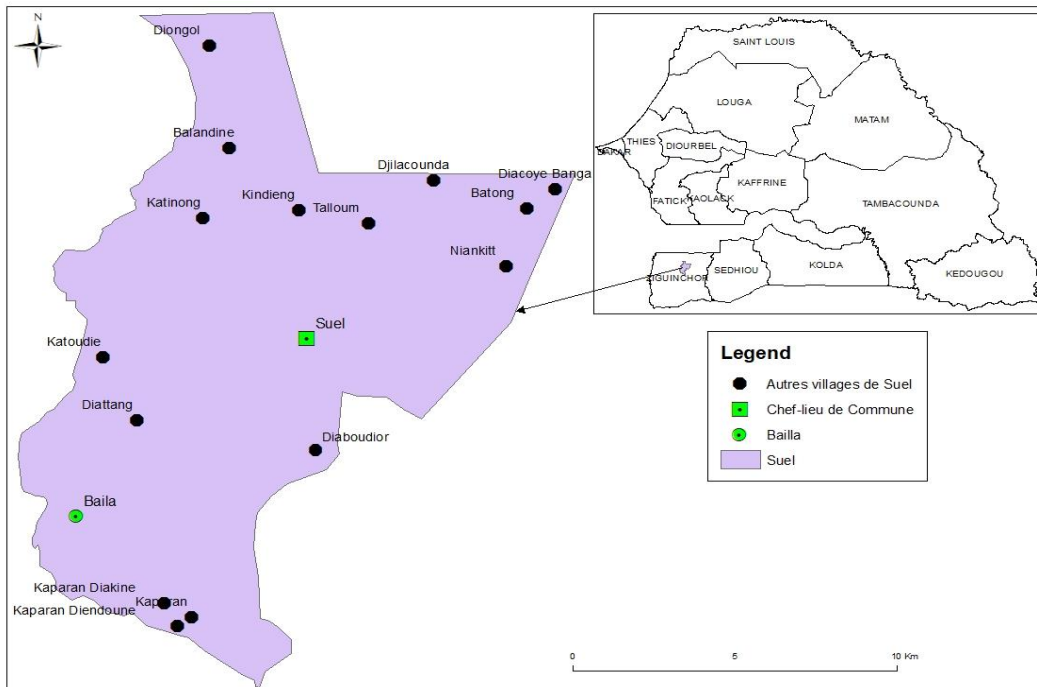 N
Diongol
Balandine
Djilacounda
Diacoye Banga
Batong
Kindieng
Katinong
Talloum
Niankitt
Suel
Katoudie
Diattang
Diaboudior
Baila
Kaparan Diakine
Kaparan
Kaparan Diendoune
SAINT LOUIS
LOUGA
MATAM
THIES
DAKAR
DIOURBEL
KAFFRINE
FATICK
KAOLACK
TAMBACOUNDA
ZIGUINCHOR
SEDHIOU
KOLDA
KEDOUGOU
Legend
Autres villages de Suel
Chef-lieu de Commune
Bailla
Suel
0 5 10 Km